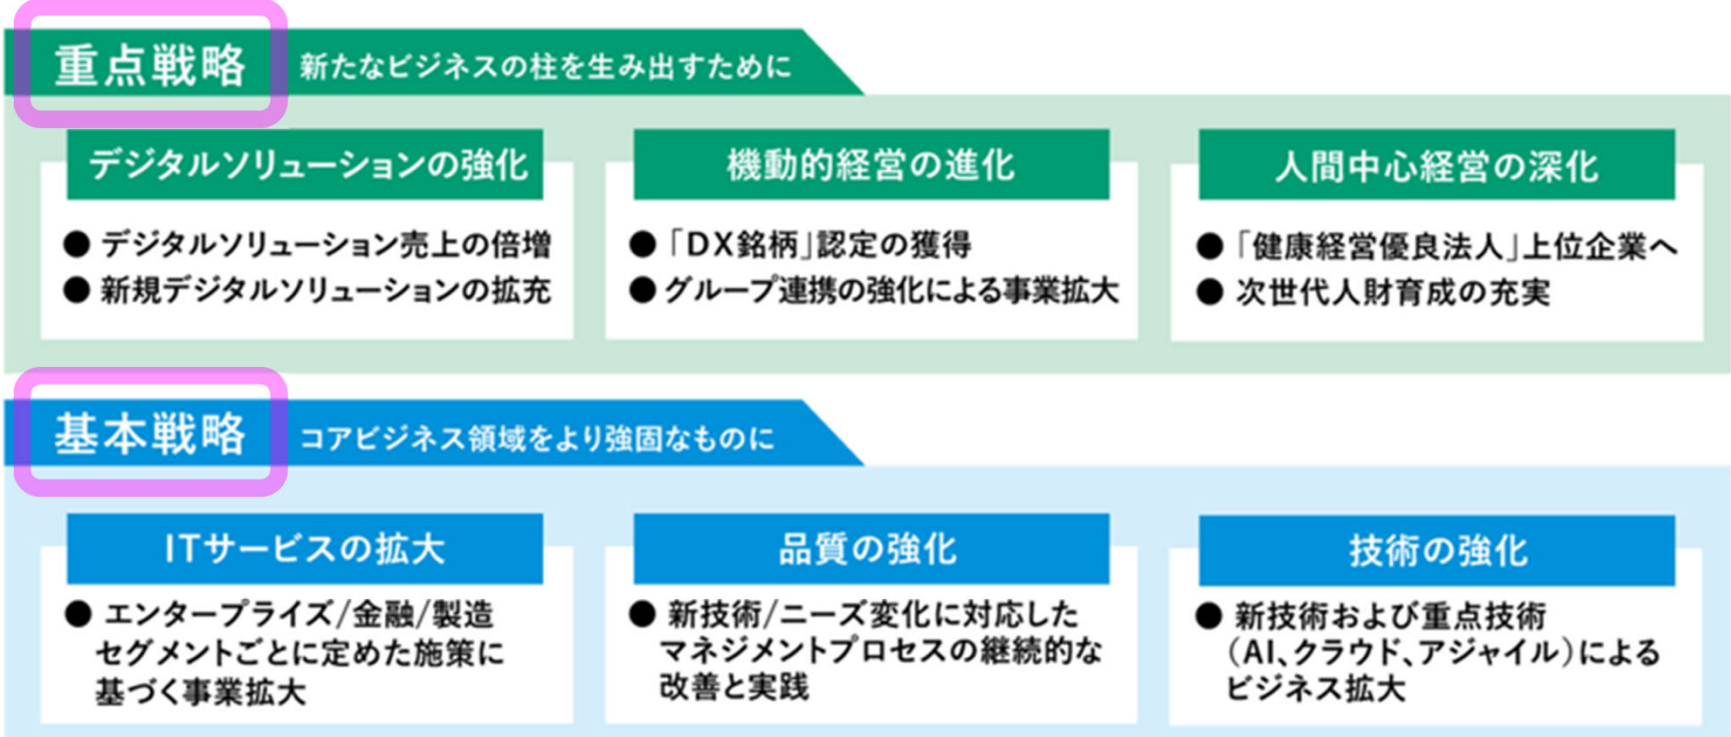 重点戦略 新たなビジネスの柱を生み出すために
デジタルソリューションの強化
● デジタルソリューション売上の倍増
● 新規デジタルソリューションの拡充
機動的経営の進化
● 「DX銘柄」認定の獲得
● グループ連携の強化による事業拡大
人間中心経営の深化
● 「健康経営優良法人」上位企業へ
● 次世代人財育成の充実
基本戦略 コアビジネス領域をより強固なものに
ITサービスの拡大
● エンタープライズ/金融/製造
セグメントごとに定めた施策に
基づく事業拡大
品質の強化
● 新技術/ニーズ変化に対応した
マネジメントプロセスの継続的な
改善と実践
技術の強化
● 新技術および重点技術
(AI、クラウド、アジャイル)による
ビジネス拡大